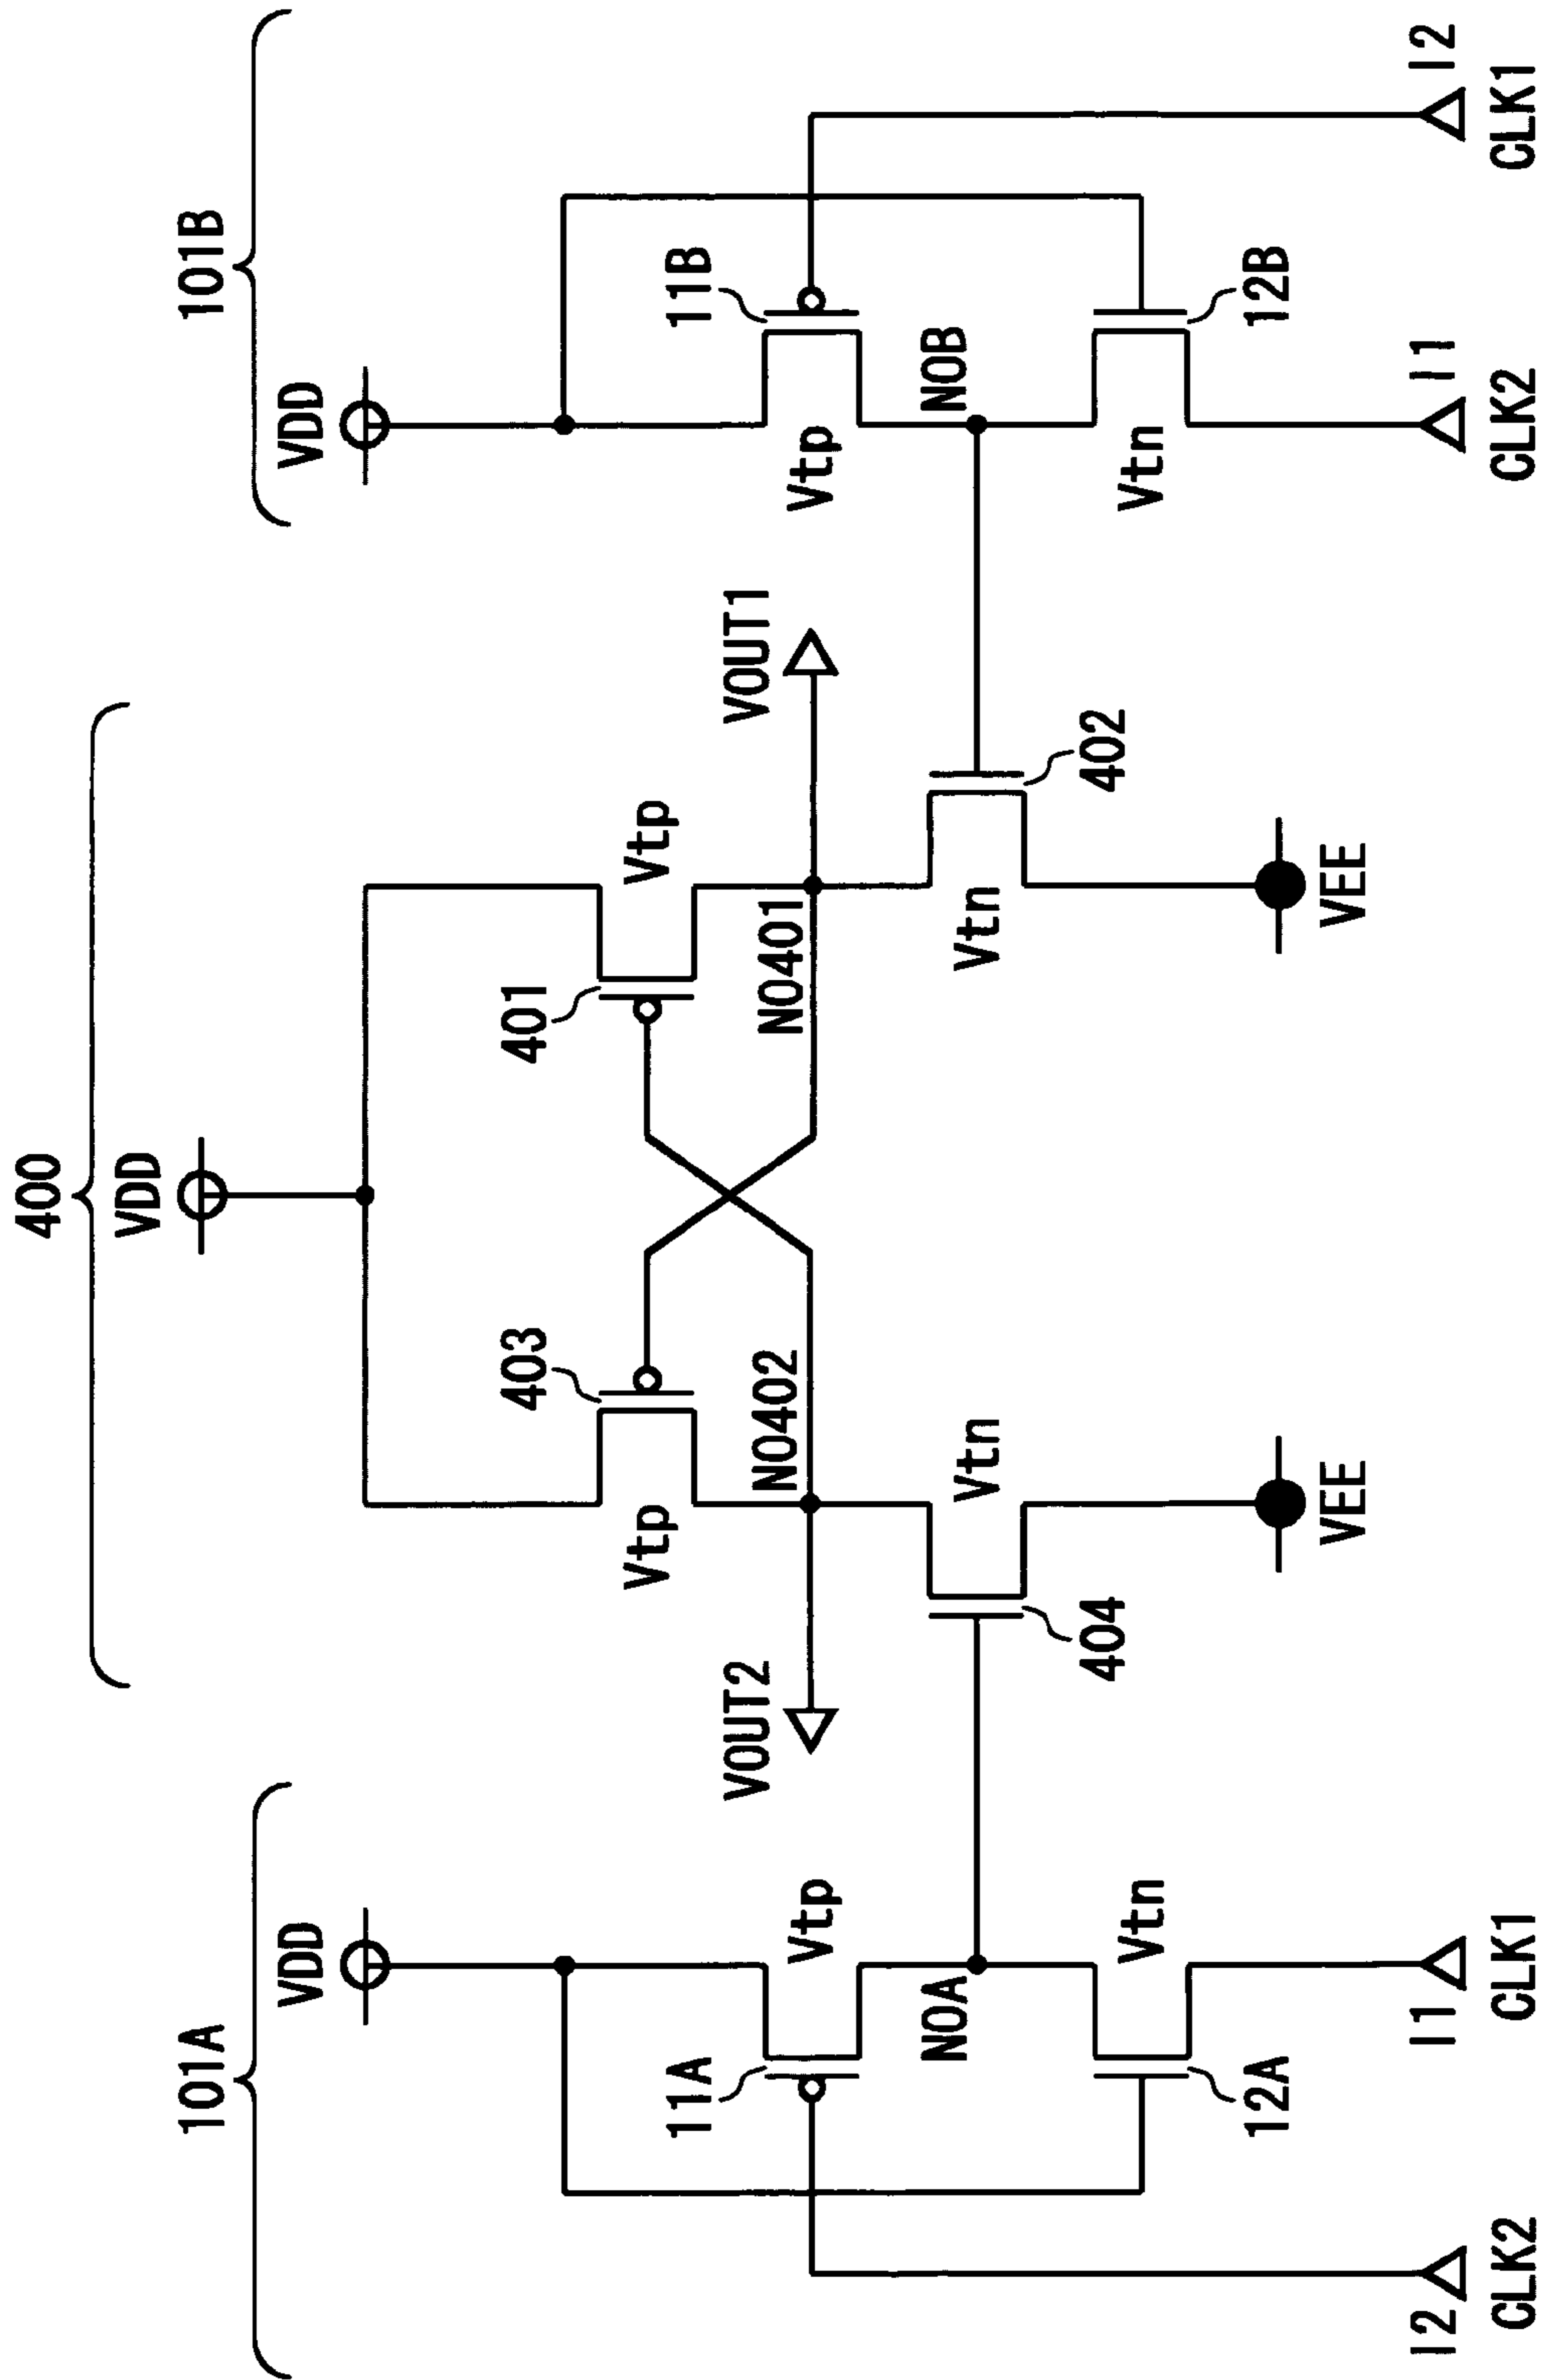 400
101A
101B
VDD
VDD
VDD
403
401
Vtp
Vtp
11A
11B
VOUT2
VOUT1
NO402
NO401
Vtp
Vtp
NOA
NOB
Vtn
Vtn
404
402
Vtn
Vtn
12A
12B
VEE
VEE
I2
I1
I1
I2
CLK2
CLK1
CLK2
CLK1